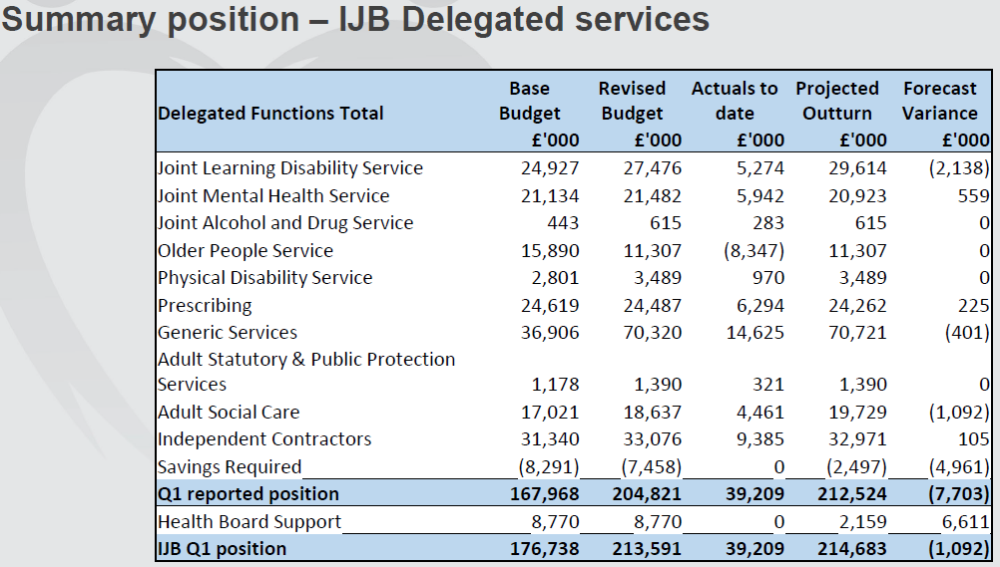 Summary position – IJB Delegated services
Base Revised Actuals to Projected Forecast
Delegated Functions Total Budget Budget date Outturn Variance
£'000 £'000 £'000 £'000 £'000
Joint Learning Disability Service 24,927 27,476 5,274 29,614 (2,138)
Joint Mental Health Service 21,134 21,482 5,942 20,923 559
Joint Alcohol and Drug Service 443 615 283 615 0
Older People Service 15,890 11,307 (8,347) 11,307 0
Physical Disability Service 2,801 3,489 970 3,489 0
Prescribing 24,619 24,487 6,294 24,262 225
Generic Services 36,906 70,320 14,625 70,721 (401)
Adult Statutory & Public Protection
Services 1,178 1,390 321 1,390 0
Adult Social Care 17,021 18,637 4,461 19,729 (1,092)
Independent Contractors 31,340 33,076 9,385 32,971 105
Savings Required (8,291) (7,458) 0 (2,497) (4,961)
Q1 reported position 167,968 204,821 39,209 212,524 (7,703)
Health Board Support 8,770 8,770 0 2,159 6,611
IJB Q1 position 176,738 213,591 39,209 214,683 (1,092)